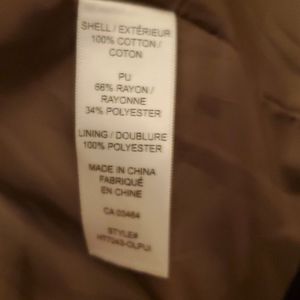 SHELL / EXTÉRIEUR
100% COTTON /
COTON
PU
66% RAYON /
RAYONNE
34% POLYESTER
LINING / DOUBLURE
100% POLYESTER
MADE IN CHINA
FABRIQUÉ
EN CHINE
CA 00464
STYLE#